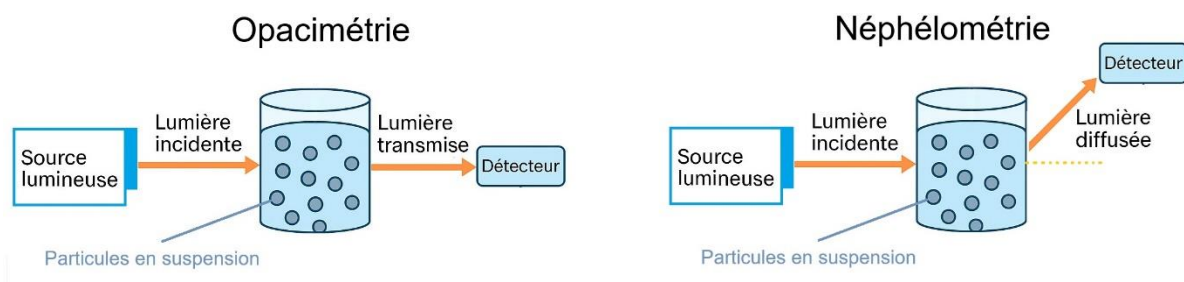 Opacimétrie
Source
lumineuse
Lumière
incidente
Lumière
transmise
Détecteur
Particules en suspension
Néphélométrie
Source
lumineuse
Lumière
incidente
Détecteur
Lumière
diffusée
Particules en suspension